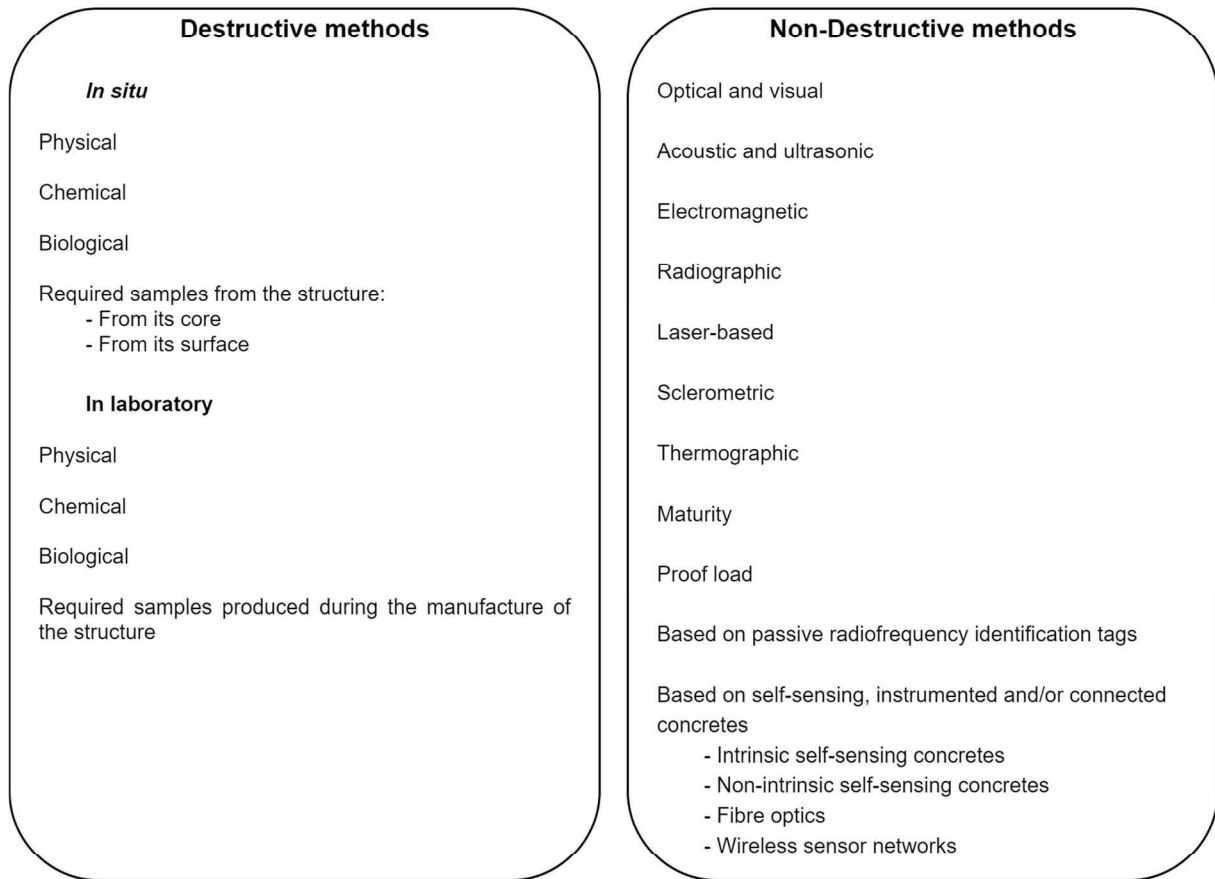 Destructive methods
In situ
Physical
Chemical
Biological
Required samples from the structure:
- From its core
- From its surface
In laboratory
Physical
Chemical
Biological
Required samples produced during the manufacture of
the structure
Non-Destructive methods
Optical and visual
Acoustic and ultrasonic
Electromagnetic
Radiographic
Laser-based
Sclerometric
Thermographic
Maturity
Proof load
Based on passive radiofrequency identification tags
Based on self-sensing, instrumented and/or connected
concretes
- Intrinsic self-sensing concretes
- Non-intrinsic self-sensing concretes
- Fibre optics
- Wireless sensor networks